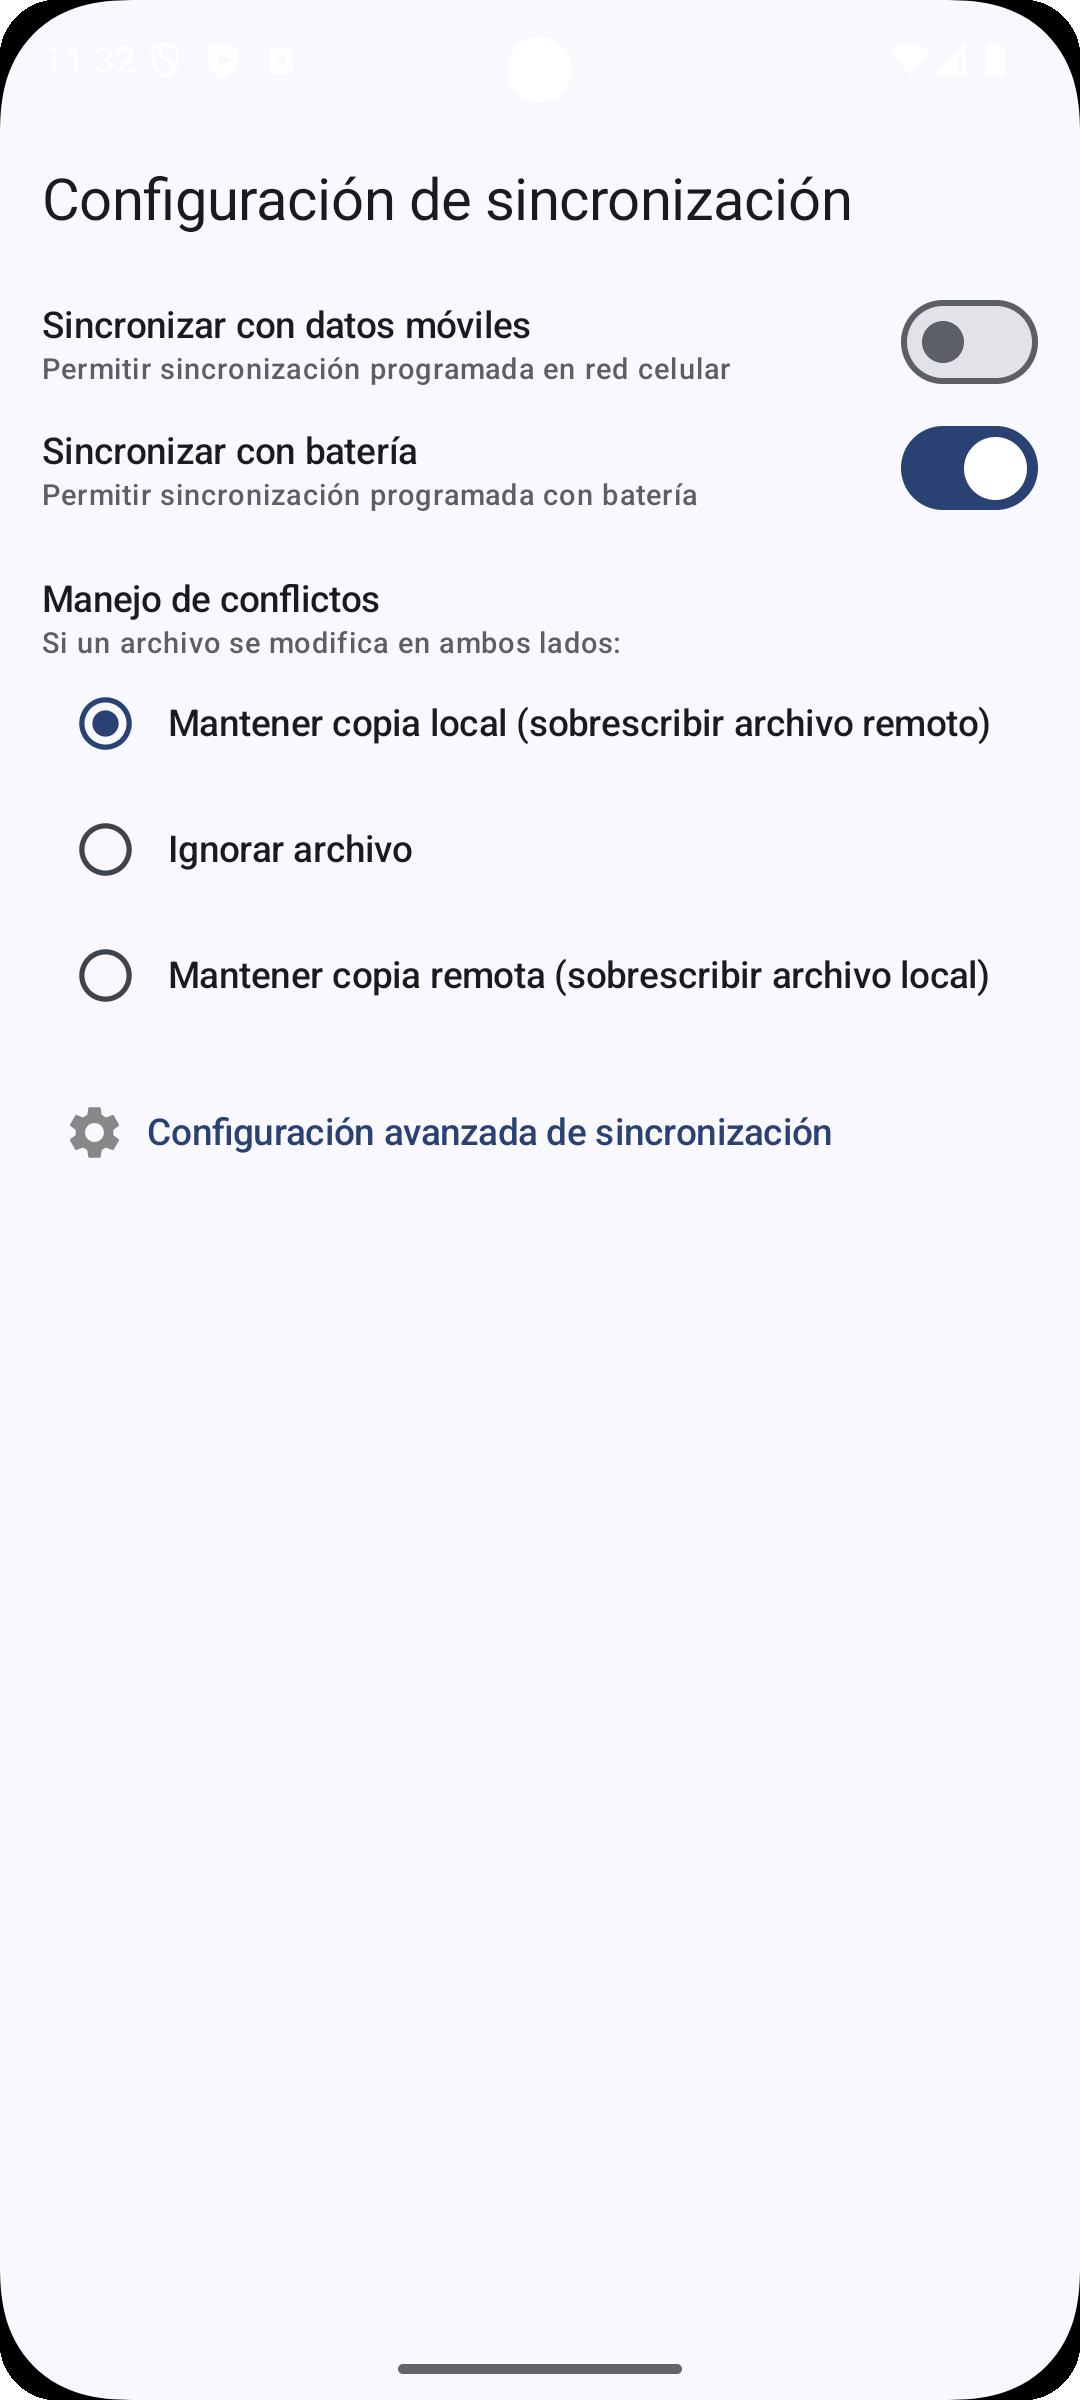 11:32
Configuración de sincronización
Sincronizar con datos móviles
Permitir sincronización programada en red celular
Sincronizar con batería
Permitir sincronización programada con batería
Manejo de conflictos
Si un archivo se modifica en ambos lados:
Mantener copia local (sobrescribir archivo remoto)
Ignorar archivo
Mantener copia remota (sobrescribir archivo local)
Configuración avanzada de sincronización